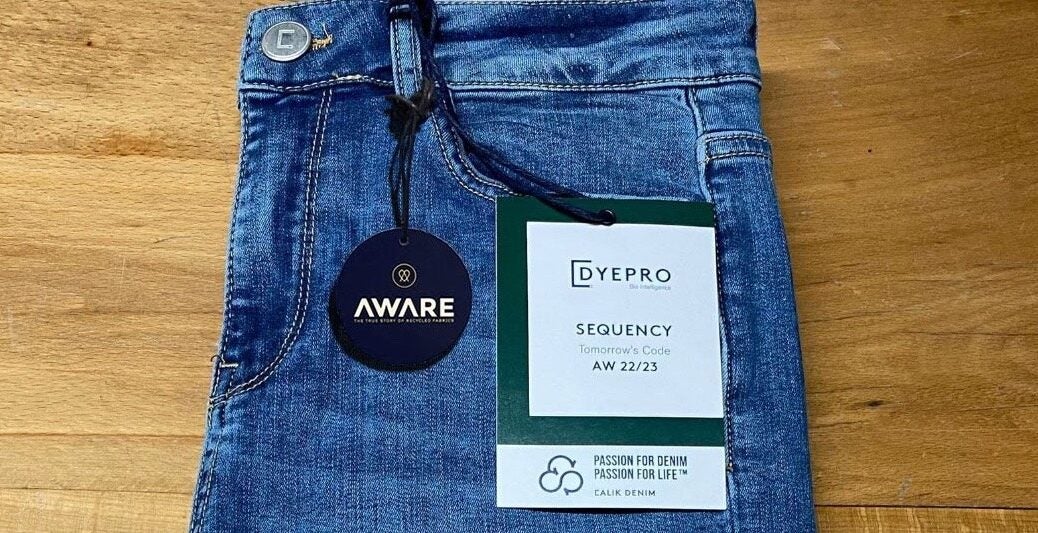 C
AWARE
THE TRUE STORY OF RECYCLED FABRICS
DYEPRO
Bio Intelligence
SEQUENCY
Tomorrow's Code
AW 22/23
PASSION FOR DENIM
PASSION FOR LIFE™
CALIK DENIM